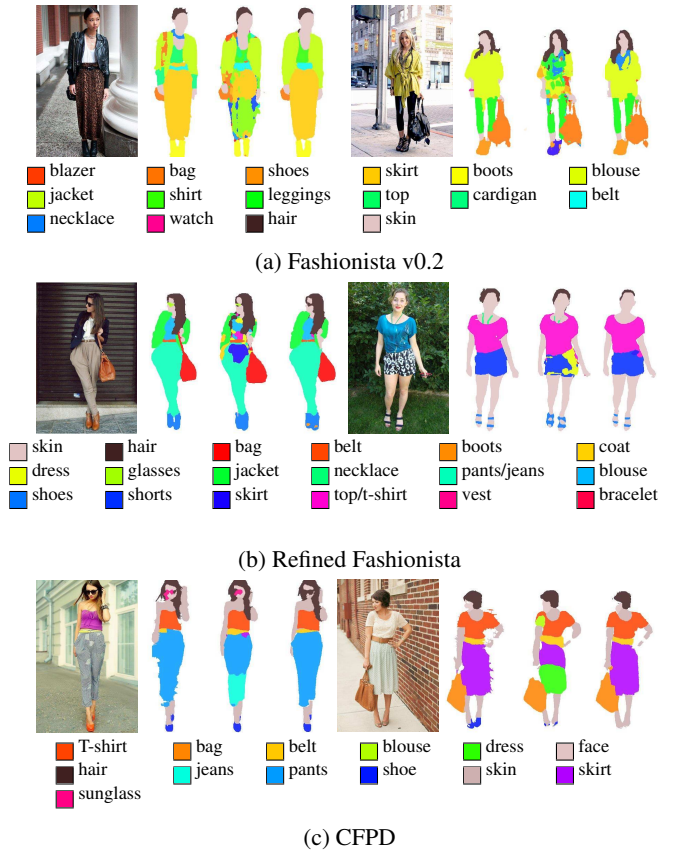 blazer bag shoes skirt boots blouse
jacket shirt leggings top cardigan belt
necklace watch hair skin
(a) Fashionista v0.2
skin hair bag belt boots coat
dress glasses jacket necklace pants/jeans blouse
shoes shorts skirt top/t-shirt vest bracelet
(b) Refined Fashionista
T-shirt bag belt blouse dress face
hair jeans pants shoe skin skirt
sunglass
(c) CFPD